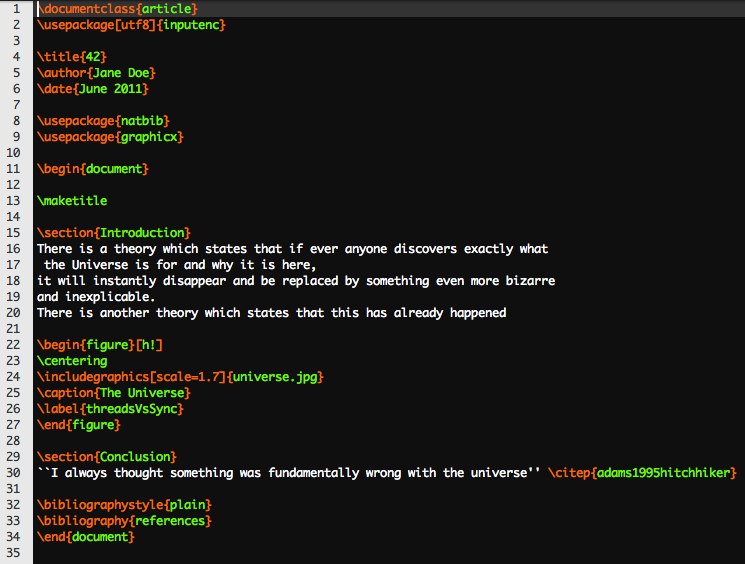 1 \documentclass{article}
2 \usepackage[utf8]{inputenc}
3
4 \title{42}
5 \author{Jane Doe}
6 \date{June 2011}
7
8 \usepackage{natbib}
9 \usepackage{graphicx}
10
11 \begin{document}
12
13 \maketitle
14
15 \section{Introduction}
16 There is a theory which states that if ever anyone discovers exactly what
17  the Universe is for and why it is here,
18 it will instantly disappear and be replaced by something even more bizarre
19 and inexplicable.
20 There is another theory which states that this has already happened
21
22 \begin{figure}[h!]
23 \centering
24 \includegraphics[scale=1.7]{universe.jpg}
25 \caption{The Universe}
26 \label{threadsVsSync}
27 \end{figure}
28
29 \section{Conclusion}
30 ``I always thought something was fundamentally wrong with the universe'' \citep{adams1995hitchhiker}
31
32 \bibliographystyle{plain}
33 \bibliography{references}
34 \end{document}
35